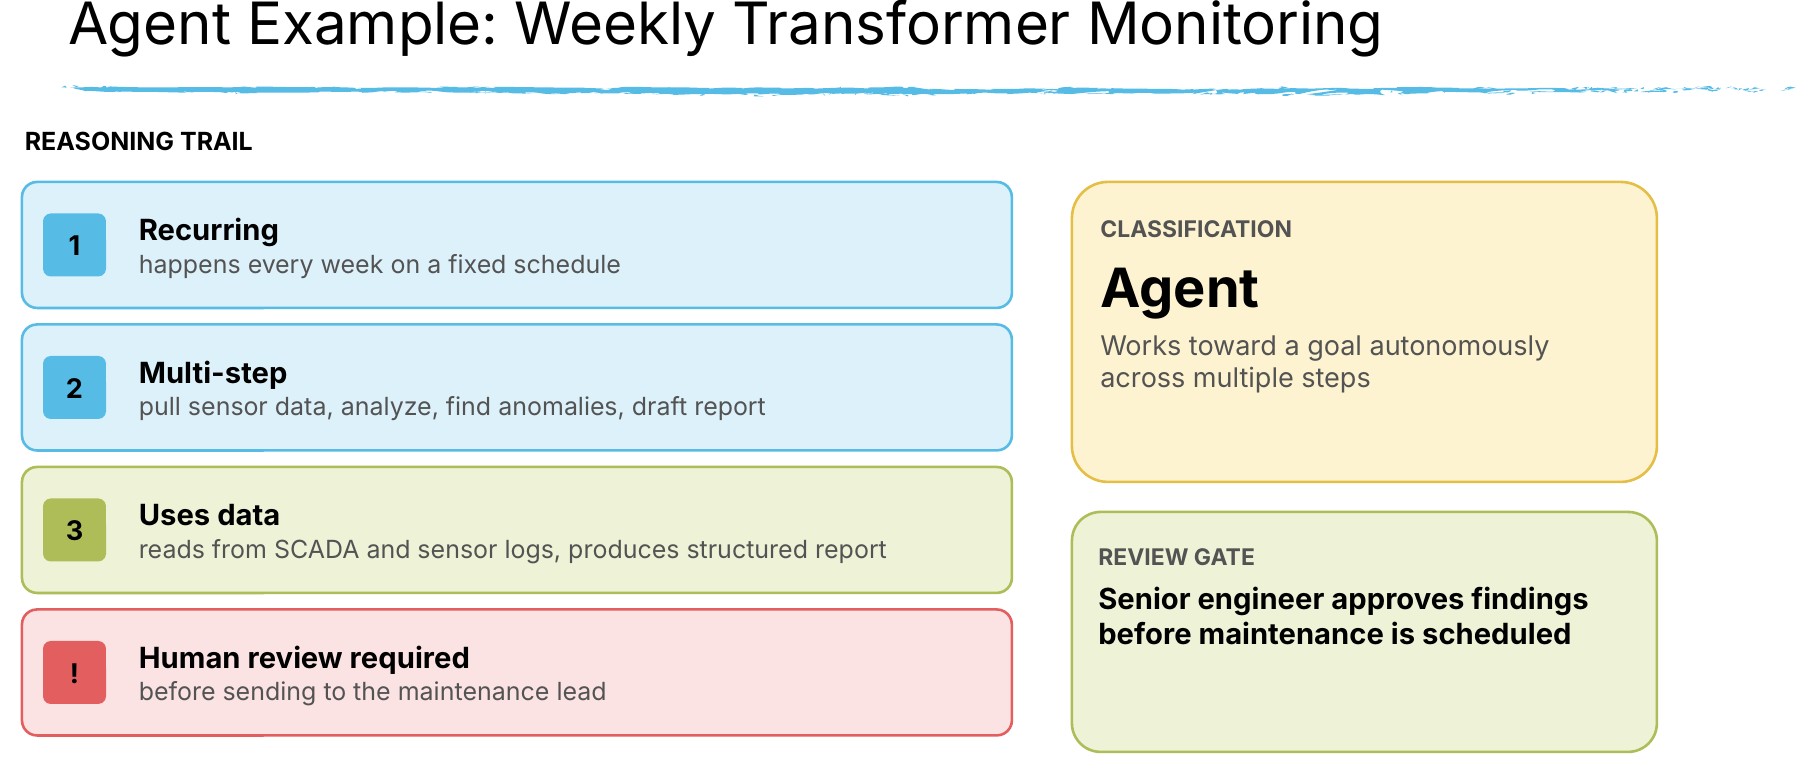 Agent Example: Weekly Transformer Monitoring
REASONING TRAIL
1
Recurring
happens every week on a fixed schedule
2
Multi-step
pull sensor data, analyze, find anomalies, draft report
3
Uses data
reads from SCADA and sensor logs, produces structured report
!
Human review required
before sending to the maintenance lead
CLASSIFICATION
Agent
Works toward a goal autonomously
across multiple steps
REVIEW GATE
Senior engineer approves findings
before maintenance is scheduled